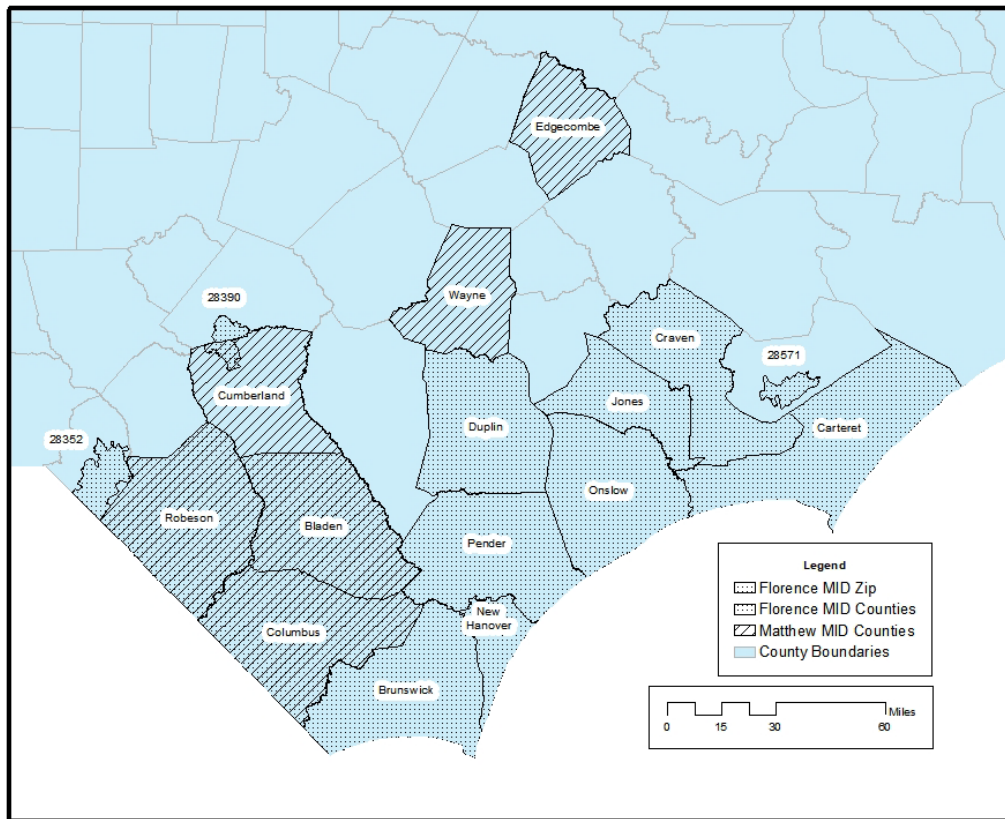 Edgecombe
Wayne
28390
Craven
28571
Cumberland
Jones
Duplin
Carteret
28352
Onslow
Robeson
Bladen
Pender
New
Hanover
Columbus
Brunswick
Legend
Florence MID Zip
Florence MID Counties
Matthew MID Counties
County Boundaries
Miles
0 15 30 60